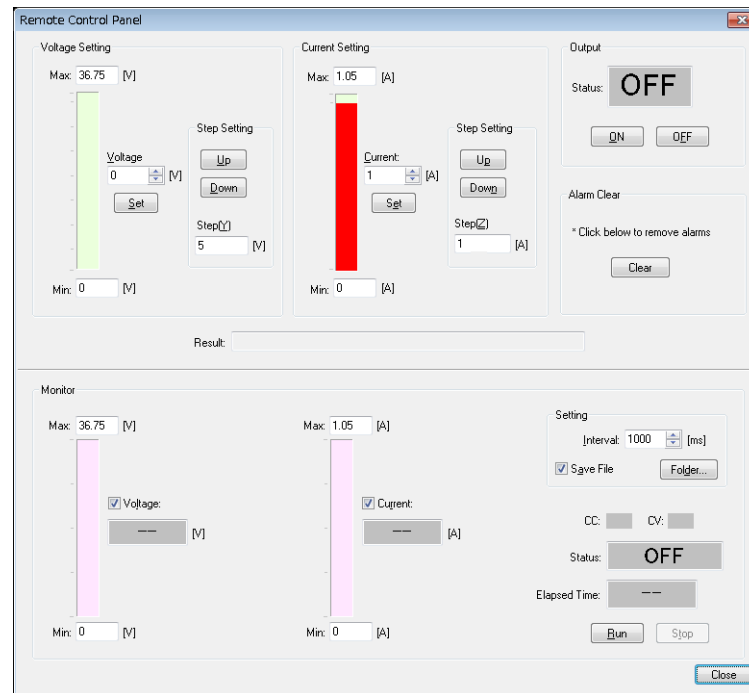 Remote Control Panel
Voltage Setting
Max: 36.75 [V]
Voltage
0 [V]
Set
Min: 0 [V]
Step Setting
Up
Down
Step(Y)
5 [V]
Current Setting
Max: 1.05 [A]
Current:
1 [A]
Set
Min: 0 [A]
Step Setting
Up
Down
Step(Z)
1 [A]
Output
Status: OFF
ON OFF
Alarm Clear
* Click below to remove alarms
Clear
Result:
Monitor
Max: 36.75 [V]
Voltage:
-- [V]
Min: 0 [V]
Max: 1.05 [A]
Current:
-- [A]
Min: 0 [A]
Setting
Interval: 1000 [ms]
Save File Folder...
CC: CV:
Status: OFF
Elapsed Time: --
Run Stop
Close